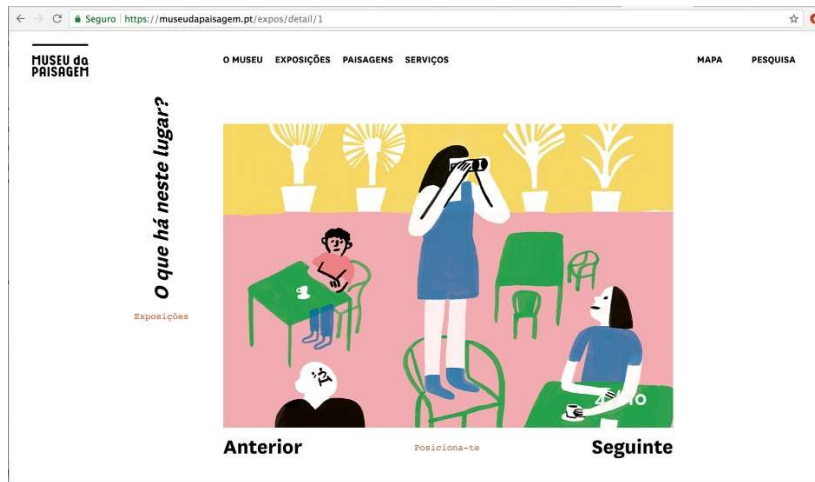 Seguro | https://museudapaisagem.pt/expos/detail/1
MUSEU da
PAISAGEM
O MUSEU EXPOSIÇÕES PAISAGENS SERVIÇOS
MAPA PESQUISA
O que há neste lugar?
Exposições
Anterior
Posiciona-te
Seguinte